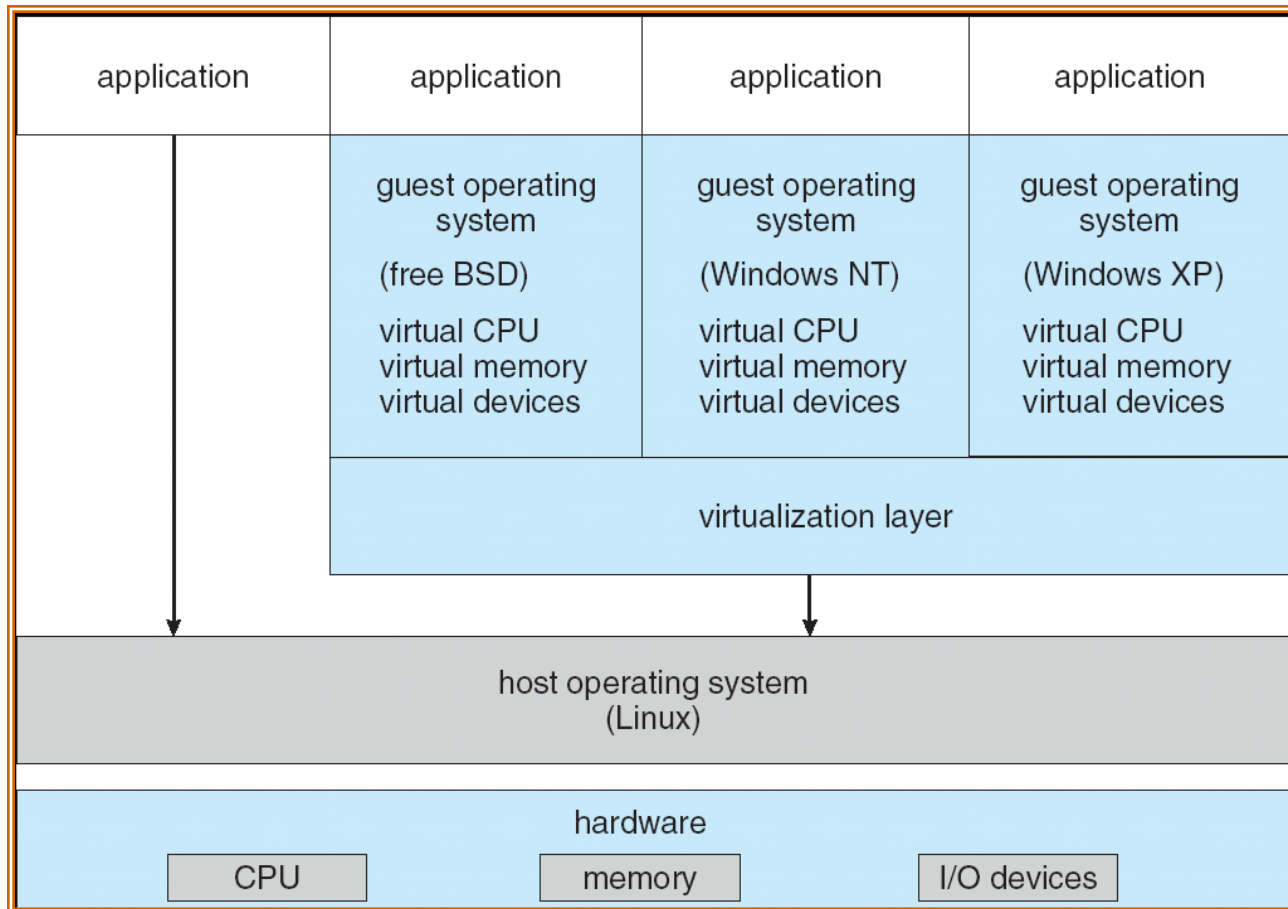 application
application
application
application
guest operating
system
(free BSD)
virtual CPU
virtual memory
virtual devices
guest operating
system
(Windows NT)
virtual CPU
virtual memory
virtual devices
guest operating
system
(Windows XP)
virtual CPU
virtual memory
virtual devices
virtualization layer
host operating system
(Linux)
hardware
CPU
memory
I/O devices